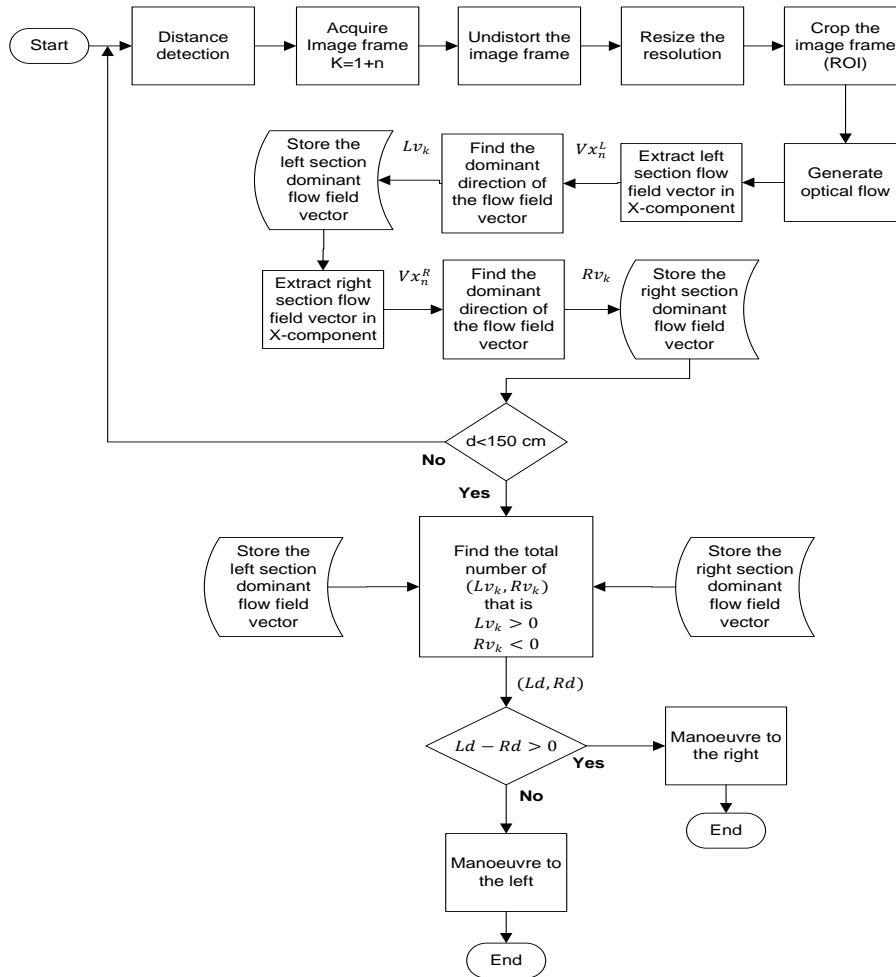 Start
Distance
detection
Acquire
Image frame
K=1+n
Undistort the
image frame
Resize the
resolution
Crop the
image frame
(ROI)
Generate
optical flow
Extract left
section flow
field vector in
X-component
Vx_n^L
Find the
dominant
direction of
the flow field
vector
Lv_k
Store the
left section
dominant
flow field
vector
Extract right
section flow
field vector in
X-component
Vx_n^R
Find the
dominant
direction of
the flow field
vector
Rv_k
Store the
right section
dominant
flow field
vector
d<150 cm
No
Yes
Store the
left section
dominant
flow field
vector
Find the total
number of
(Lv_k, Rv_k)
that is
Lv_k > 0
Rv_k < 0
Store the
right section
dominant
flow field
vector
(Ld, Rd)
Ld − Rd > 0
Yes
Manoeuvre to
the right
End
No
Manoeuvre to
the left
End